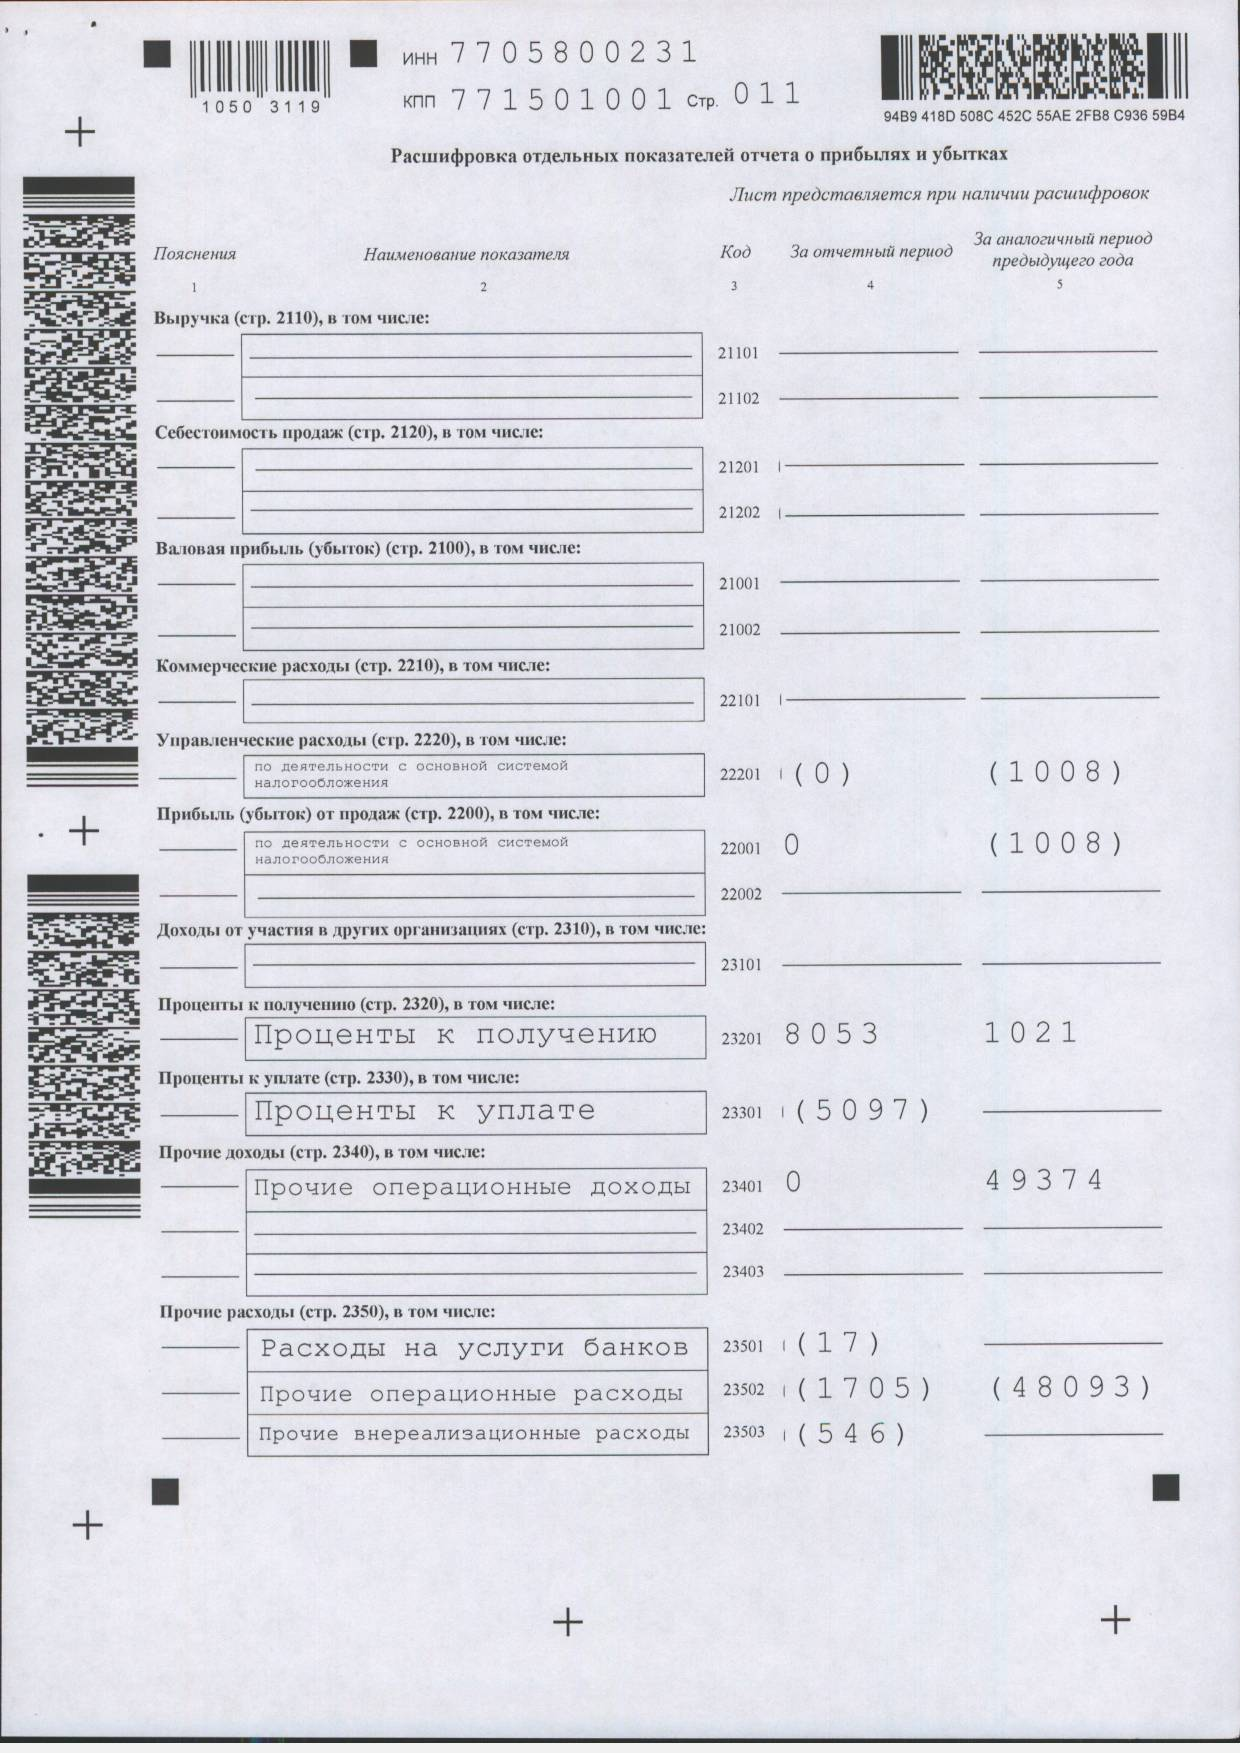 ИНН 7705800231
1050 3119
КПП 771501001 Стр. 011
94B9 418D 508C 452C 55AE 2FB8 C936 59B4
Расшифровка отдельных показателей отчета о прибылях и убытках
Лист представляется при наличии расшифровок
Пояснения Наименование показателя Код За отчетный период За аналогичный период предыдущего года
1 2 3 4 5
Выручка (стр. 2110), в том числе:
21101
21102
Себестоимость продаж (стр. 2120), в том числе:
21201
21202
Валовая прибыль (убыток) (стр. 2100), в том числе:
21001
21002
Коммерческие расходы (стр. 2210), в том числе:
22101
Управленческие расходы (стр. 2220), в том числе:
по деятельности с основной системой
налогообложения 22201 (0) (1008)
Прибыль (убыток) от продаж (стр. 2200), в том числе:
по деятельности с основной системой
налогообложения 22001 0 (1008)
22002
Доходы от участия в других организациях (стр. 2310), в том числе:
23101
Проценты к получению (стр. 2320), в том числе:
Проценты к получению 23201 8053 1021
Проценты к уплате (стр. 2330), в том числе:
Проценты к уплате 23301 (5097)
Прочие доходы (стр. 2340), в том числе:
Прочие операционные доходы 23401 0 49374
23402
23403
Прочие расходы (стр. 2350), в том числе:
Расходы на услуги банков 23501 (17)
Прочие операционные расходы 23502 (1705) (48093)
Прочие внереализационные расходы 23503 (546)